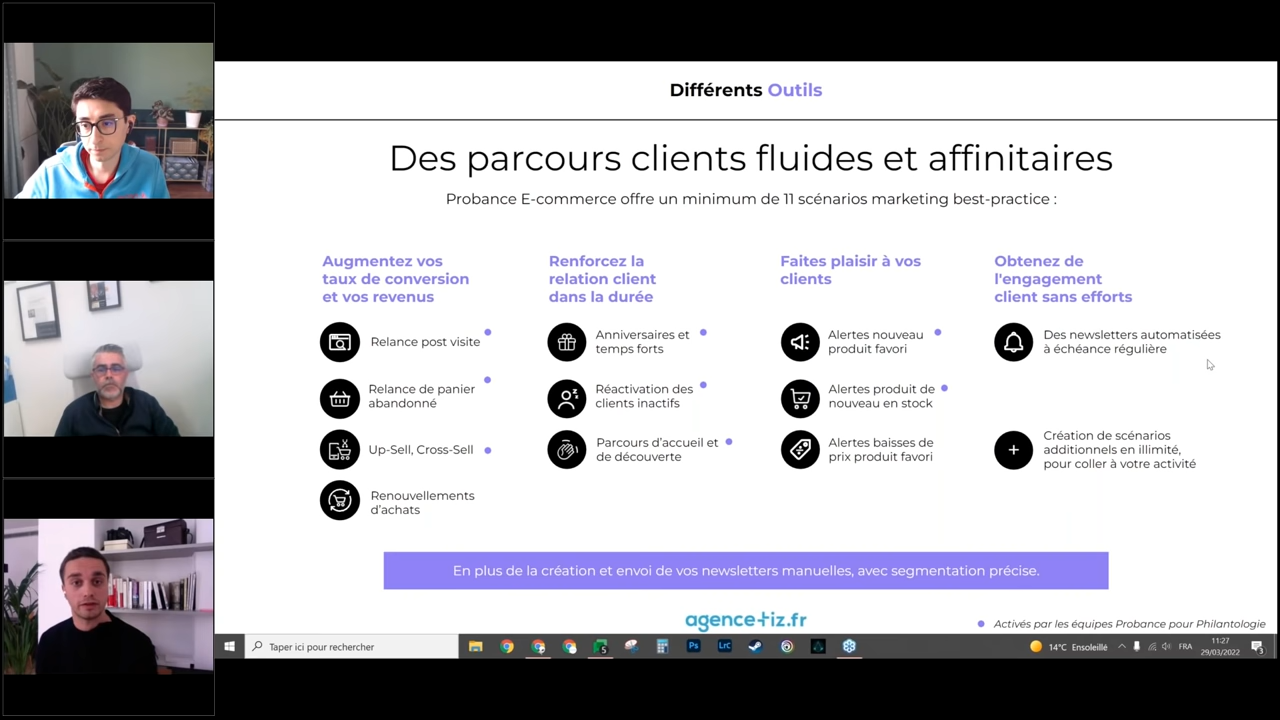 Différents Outils
Des parcours clients fluides et affinitaires
Probance E-commerce offre un minimum de 11 scénarios marketing best-practice :
Augmentez vos
taux de conversion
et vos revenus
Relance post visite
Relance de panier
abandonné
Up-Sell, Cross-Sell
Renouvellements
d'achats
Renforcez la
relation client
dans la durée
Anniversaires et
temps forts
Réactivation des
clients inactifs
Parcours d'accueil et
de découverte
Faites plaisir à vos
clients
Alertes nouveau
produit favori
Alertes produit de
nouveau en stock
Alertes baisses de
prix produit favori
Obtenez de
l'engagement
client sans efforts
Des newsletters automatisées
à échéance régulière
Création de scénarios
additionnels en illimité,
pour coller à votre activité
En plus de la création et envoi de vos newsletters manuelles, avec segmentation précise.
agence-tiz.fr
Activés par les équipes Probance pour Philantologie
Taper ici pour rechercher
5
Ps
LrC
14°C Ensoleillé
FRA
11:27
29/03/2022
3